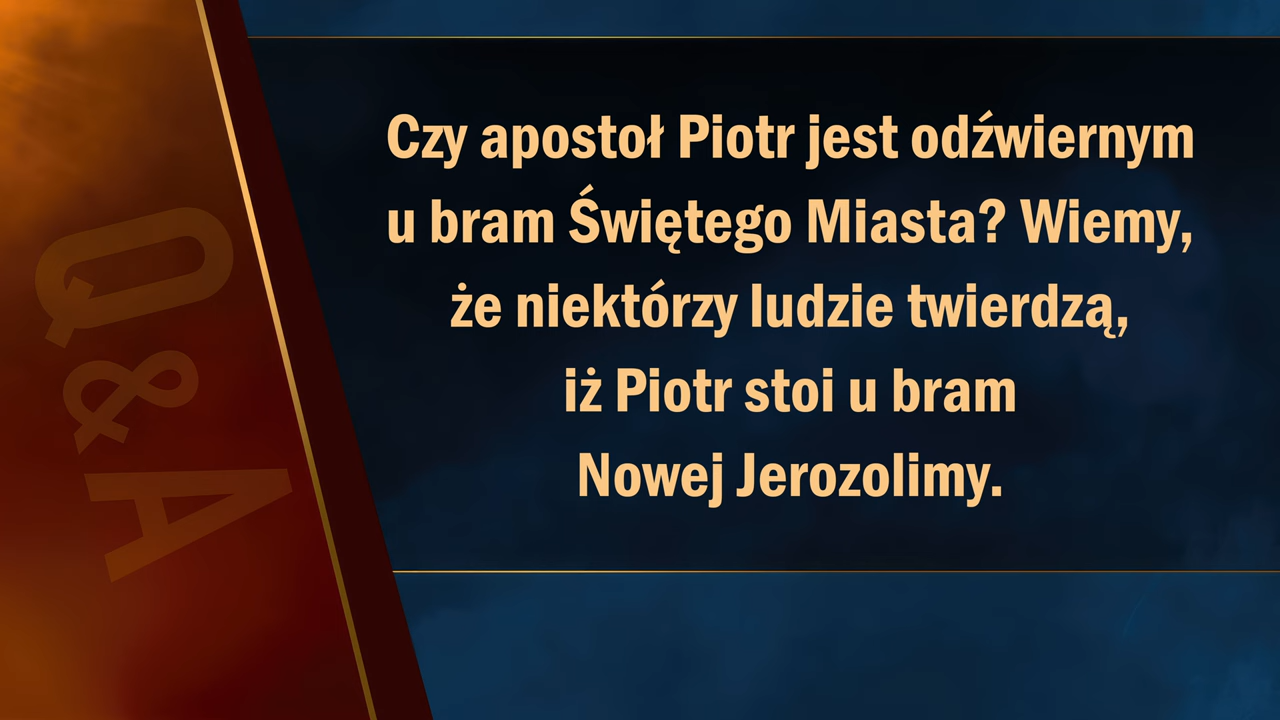 Q&A
Czy apostoł Piotr jest odźwiernym
u bram Świętego Miasta? Wiemy,
że niektórzy ludzie twierdzą,
iż Piotr stoi u bram
Nowej Jerozolimy.